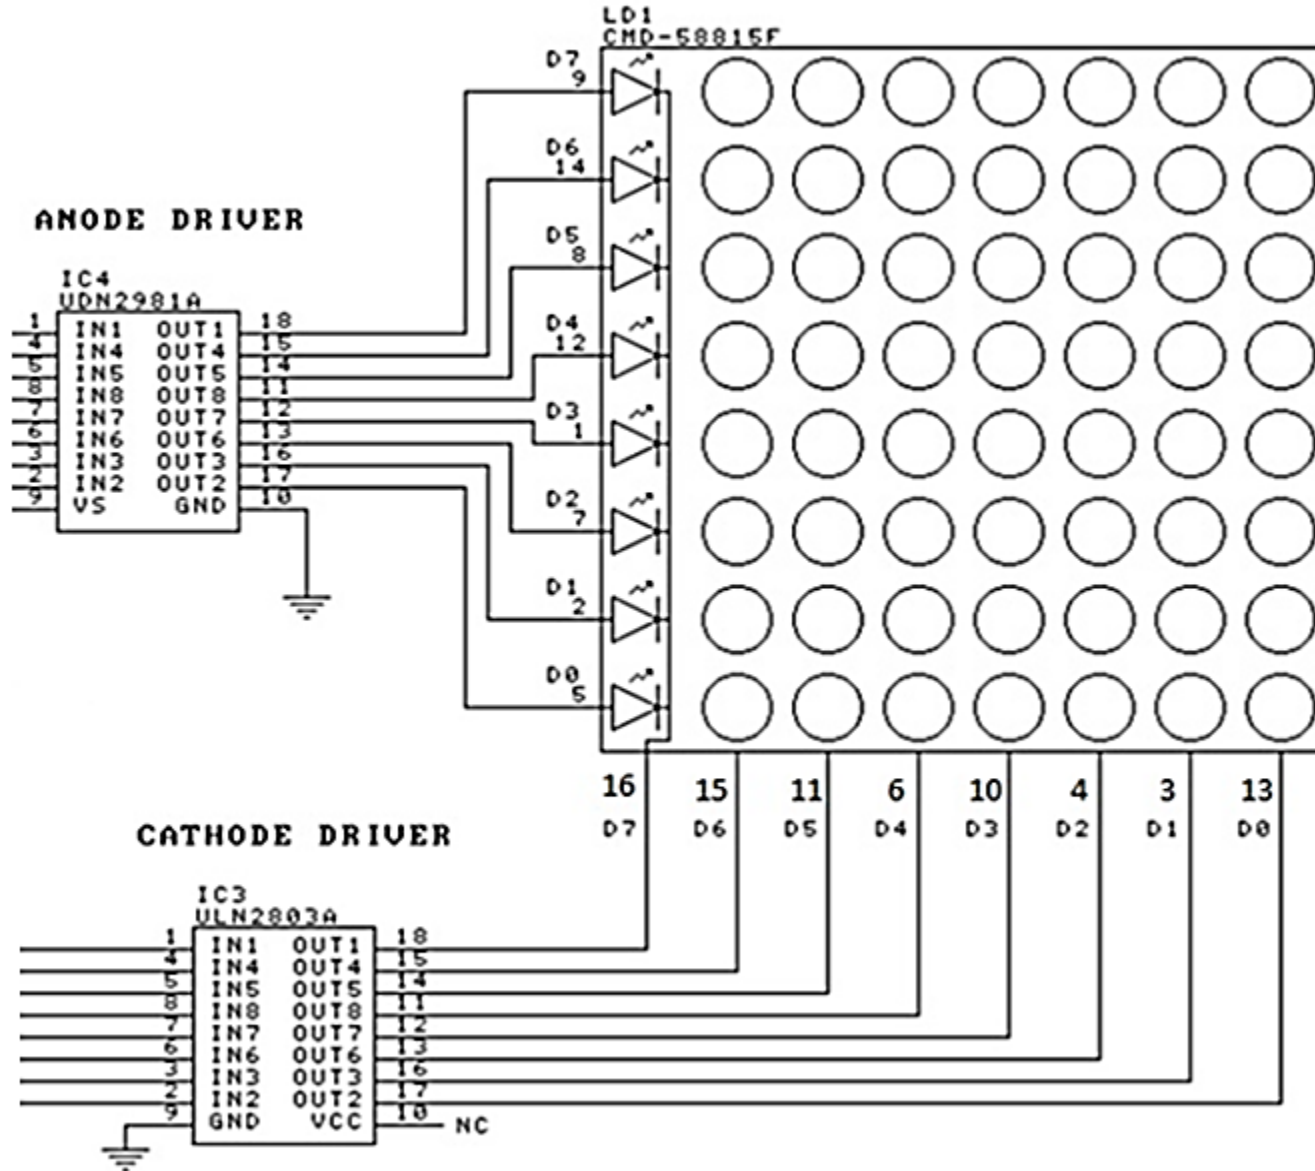 LD1
CMD-58815F
D7
9
D6
14
D5
8
D4
12
D3
1
D2
7
D1
2
D0
5
ANODE DRIVER
IC4
UDN2981A
1 IN1 OUT1 18
4 IN4 OUT4 15
5 IN5 OUT5 14
8 IN8 OUT8 11
7 IN7 OUT7 12
6 IN6 OUT6 13
3 IN3 OUT3 16
2 IN2 OUT2 17
9 VS GND 10
16 15 11 6 10 4 3 13
D7 D6 D5 D4 D3 D2 D1 D0
CATHODE DRIVER
IC3
ULN2803A
1 IN1 OUT1 18
4 IN4 OUT4 15
5 IN5 OUT5 14
8 IN8 OUT8 11
7 IN7 OUT7 12
6 IN6 OUT6 13
3 IN3 OUT3 16
2 IN2 OUT2 17
9 GND VCC 10 NC